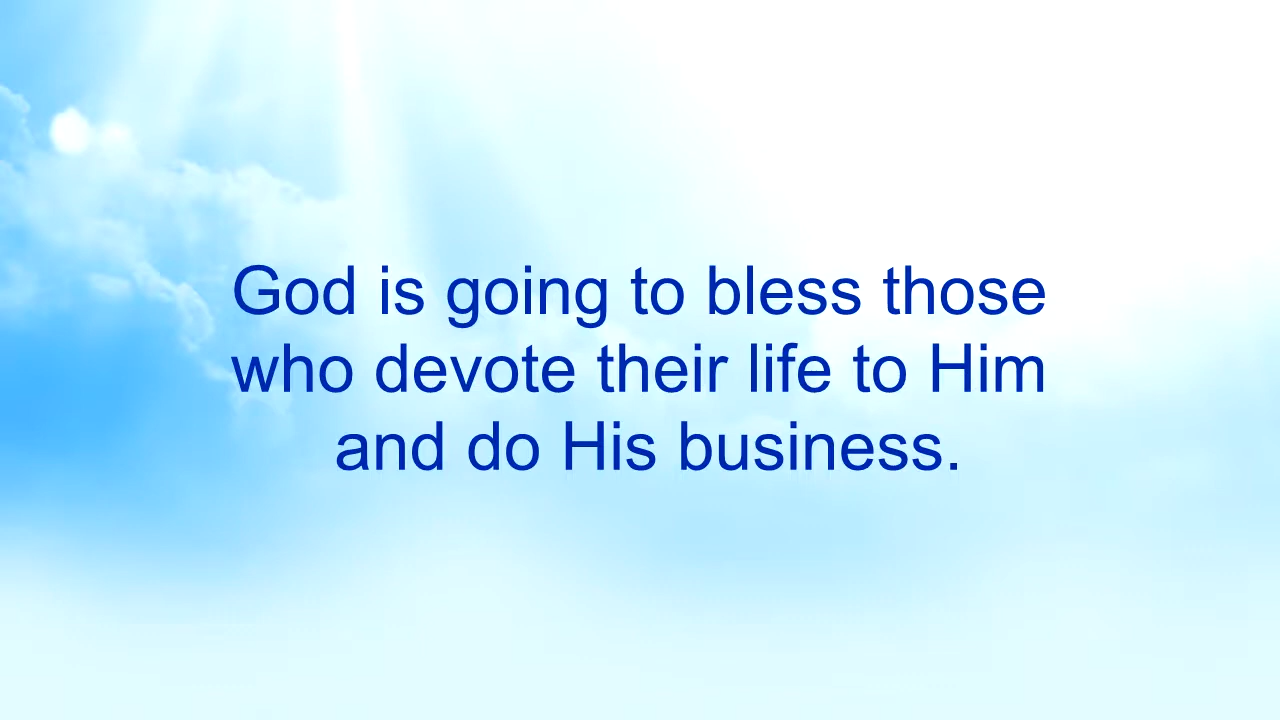 God is going to bless those
who devote their life to Him
and do His business.